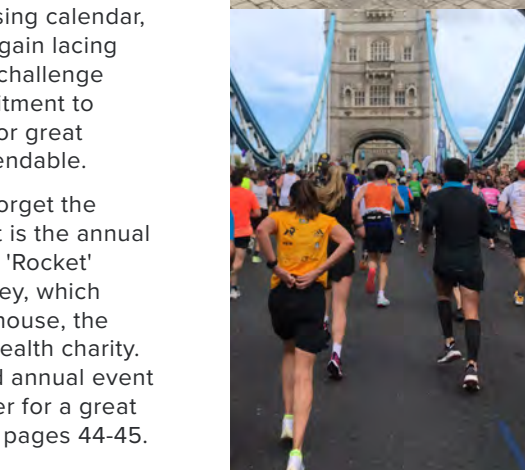 sing calendar,
gain lacing
challenge
itment to
or great
endable.
orget the
t is the annual
'Rocket'
ey, which
house, the
ealth charity.
d annual event
er for a great
pages 44-45.